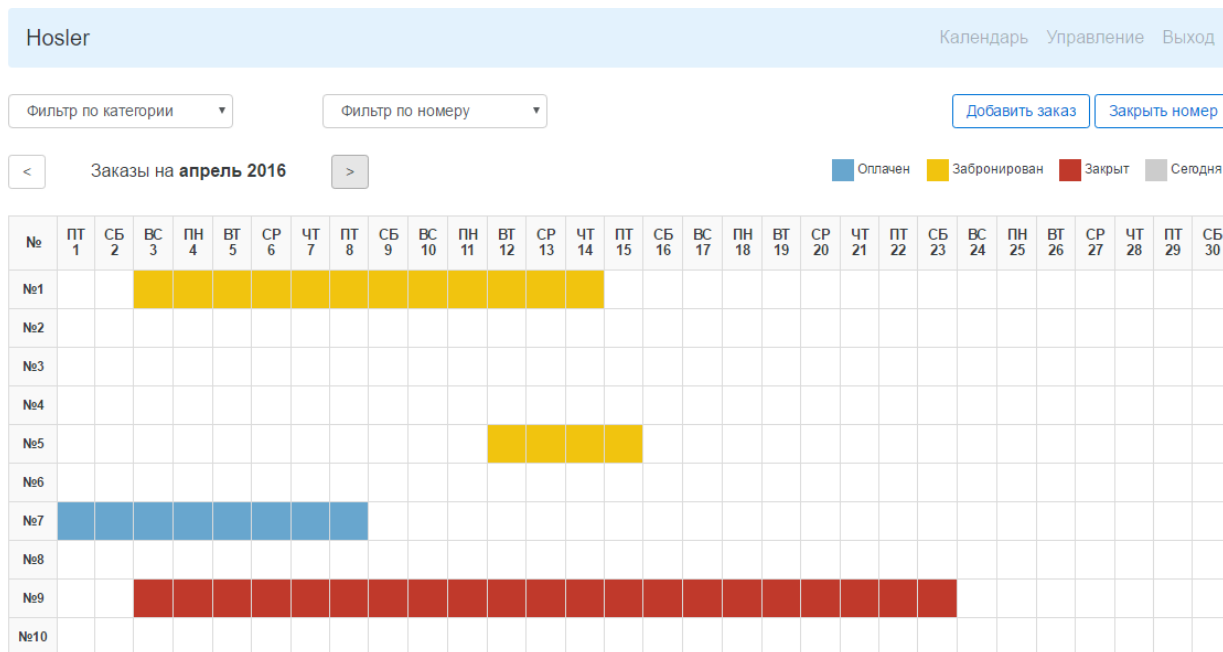 Hosler
Календарь Управление Выход
Фильтр по категории Фильтр по номеру Добавить заказ Закрыть номер
< Заказы на апрель 2016 > Оплачен Забронирован Закрыт Сегодня
№ ПТ СБ ВС ПН ВТ СР ЧТ ПТ СБ ВС ПН ВТ СР ЧТ ПТ СБ ВС ПН ВТ СР ЧТ ПТ СБ ВС ПН ВТ СР ЧТ ПТ СБ
1 2 3 4 5 6 7 8 9 10 11 12 13 14 15 16 17 18 19 20 21 22 23 24 25 26 27 28 29 30
№1
№2
№3
№4
№5
№6
№7
№8
№9
№10